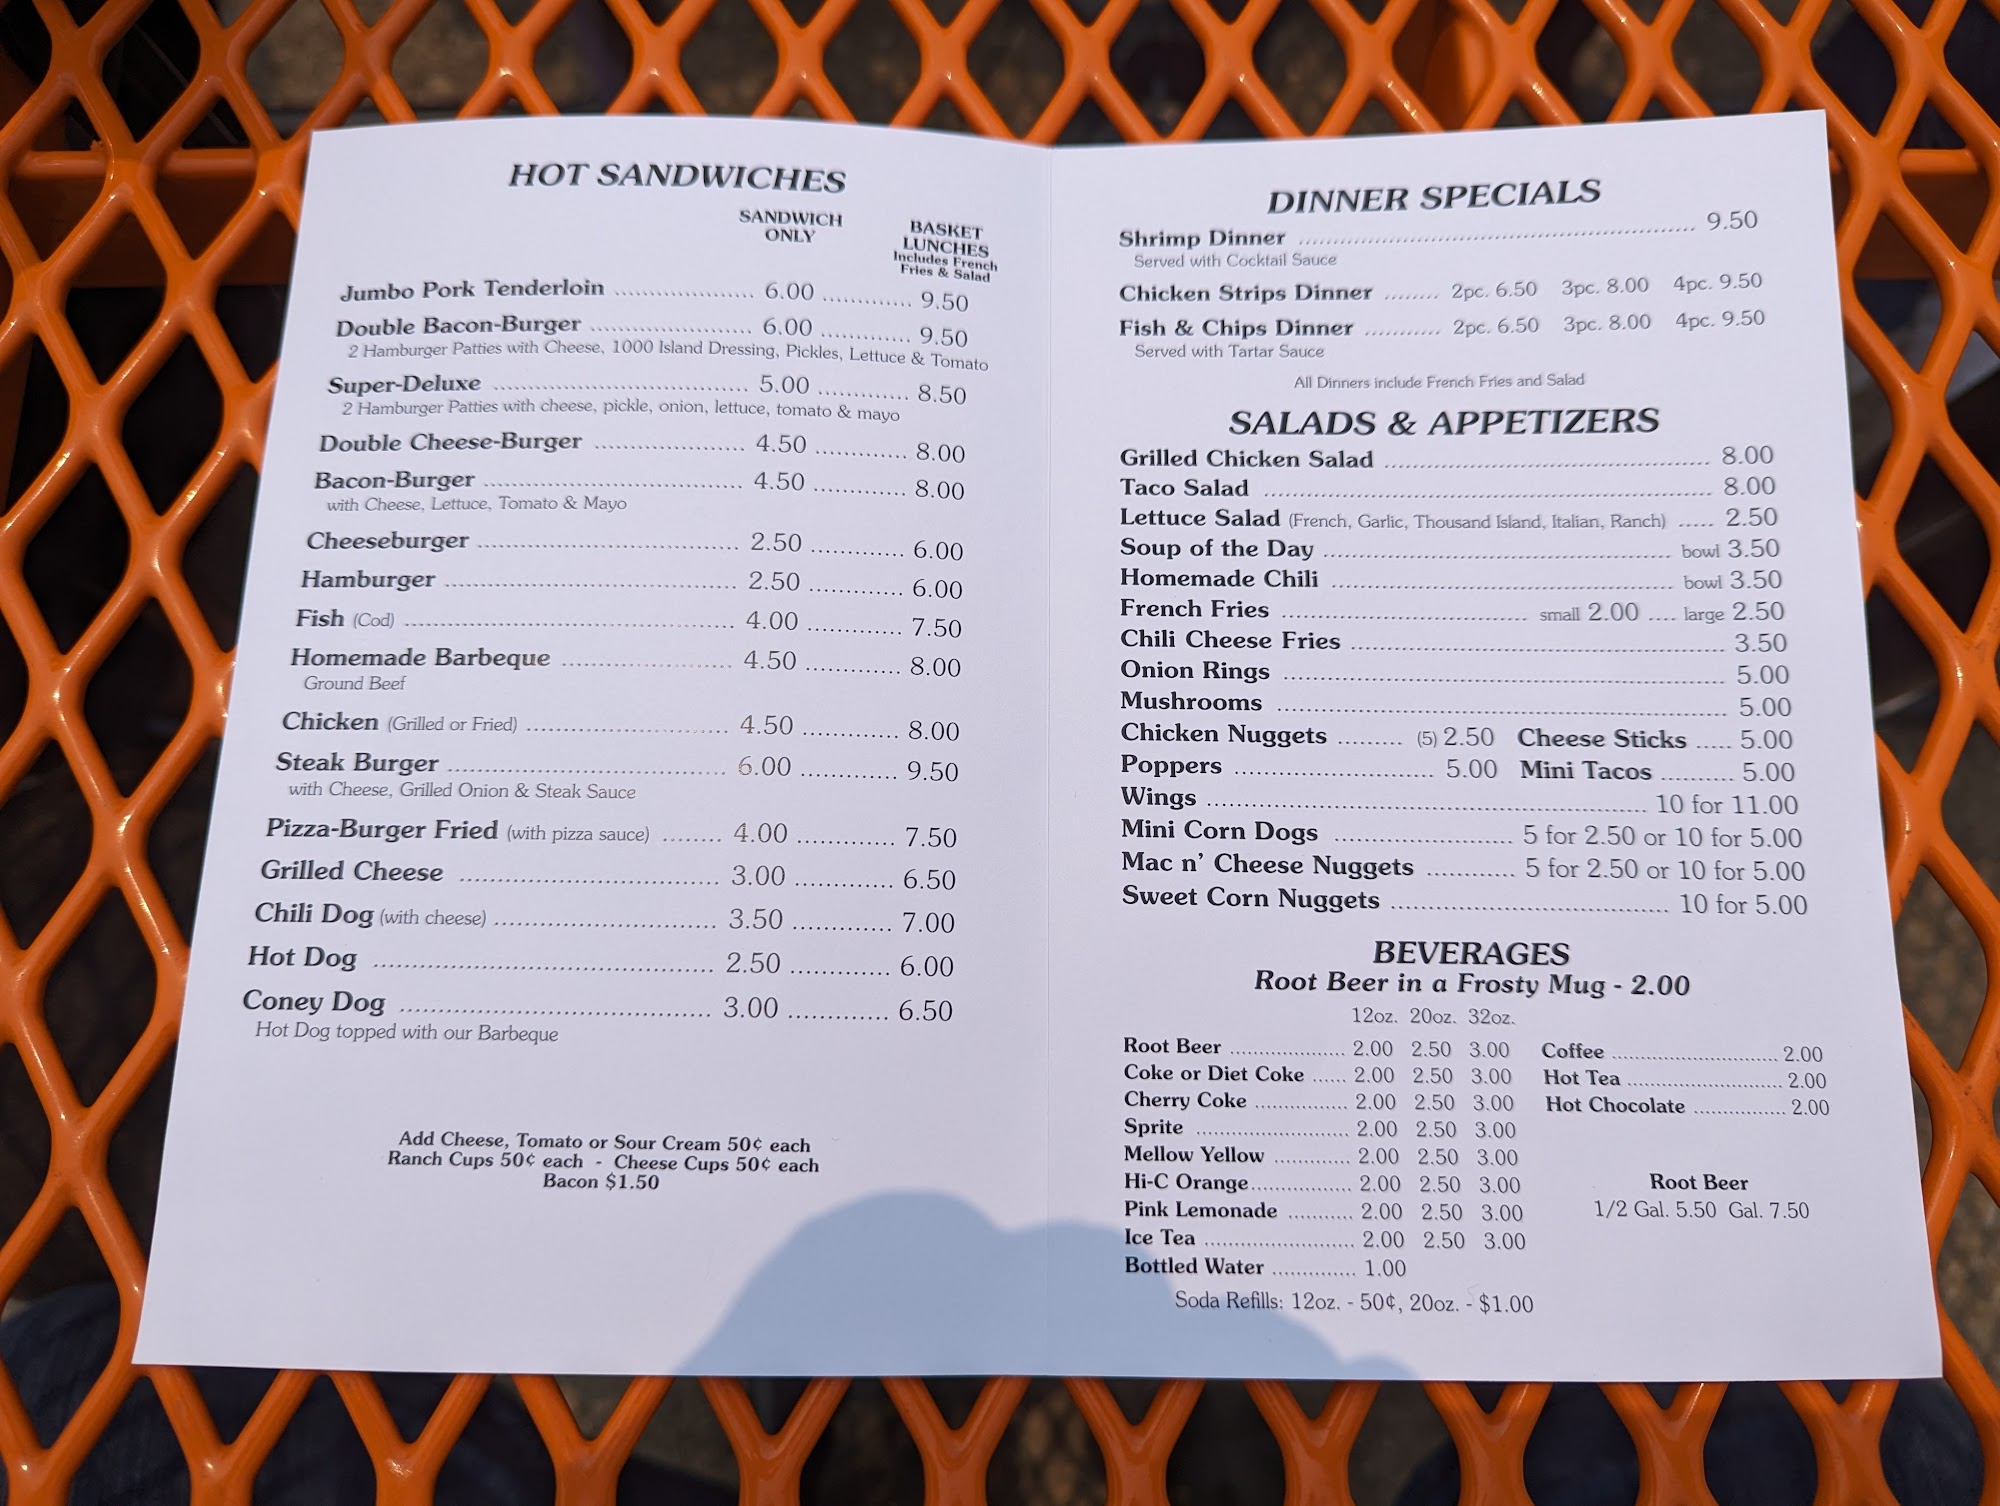 HOT SANDWICHES
SANDWICH ONLY
BASKET LUNCHES
Includes French Fries & Salad
Jumbo Pork Tenderloin .................... 6.00 ............. 9.50
Double Bacon-Burger ....................... 6.00 ............. 9.50
2 Hamburger Patties with Cheese, 1000 Island Dressing, Pickles, Lettuce & Tomato
Super-Deluxe ..................................... 5.00 ............. 8.50
2 Hamburger Patties with cheese, pickle, onion, lettuce, tomato & mayo
Double Cheese-Burger ...................... 4.50 ............. 8.00
Bacon-Burger ..................................... 4.50 ............. 8.00
with Cheese, Lettuce, Tomato & Mayo
Cheeseburger ..................................... 2.50 ............. 6.00
Hamburger ......................................... 2.50 ............. 6.00
Fish (Cod) ............................................... 4.00 ............. 7.50
Homemade Barbeque ........................ 4.50 ............. 8.00
Ground Beef
Chicken (Grilled or Fried) ............................ 4.50 ............. 8.00
Steak Burger ....................................... 6.00 ............. 9.50
with Cheese, Grilled Onion & Steak Sauce
Pizza-Burger Fried (with pizza sauce) ........ 4.00 ............. 7.50
Grilled Cheese .................................... 3.00 ............. 6.50
Chili Dog (with cheese) ............................... 3.50 ............. 7.00
Hot Dog ............................................... 2.50 ............. 6.00
Coney Dog ........................................... 3.00 ............. 6.50
Hot Dog topped with our Barbeque
Add Cheese, Tomato or Sour Cream 50¢ each
Ranch Cups 50¢ each - Cheese Cups 50¢ each
Bacon $1.50
DINNER SPECIALS
Shrimp Dinner ......................................................... 9.50
Served with Cocktail Sauce
Chicken Strips Dinner ........ 2pc. 6.50 3pc. 8.00 4pc. 9.50
Fish & Chips Dinner ........... 2pc. 6.50 3pc. 8.00 4pc. 9.50
Served with Tartar Sauce
All Dinners include French Fries and Salad
SALADS & APPETIZERS
Grilled Chicken Salad ............................................... 8.00
Taco Salad ................................................................ 8.00
Lettuce Salad (French, Garlic, Thousand Island, Italian, Ranch) ..... 2.50
Soup of the Day .................................................. bowl 3.50
Homemade Chili ................................................. bowl 3.50
French Fries ................................... small 2.00 .... large 2.50
Chili Cheese Fries ..................................................... 3.50
Onion Rings ............................................................... 5.00
Mushrooms ................................................................ 5.00
Chicken Nuggets ......... (5) 2.50 Cheese Sticks ..... 5.00
Poppers ............................. 5.00 Mini Tacos .......... 5.00
Wings ............................................................... 10 for 11.00
Mini Corn Dogs ......................... 5 for 2.50 or 10 for 5.00
Mac n' Cheese Nuggets ............ 5 for 2.50 or 10 for 5.00
Sweet Corn Nuggets ........................................ 10 for 5.00
BEVERAGES
Root Beer in a Frosty Mug - 2.00
12oz. 20oz. 32oz.
Root Beer .................... 2.00 2.50 3.00
Coke or Diet Coke ...... 2.00 2.50 3.00
Cherry Coke ................ 2.00 2.50 3.00
Sprite .......................... 2.00 2.50 3.00
Mellow Yellow ............. 2.00 2.50 3.00
Hi-C Orange.................. 2.00 2.50 3.00
Pink Lemonade ........... 2.00 2.50 3.00
Ice Tea .......................... 2.00 2.50 3.00
Bottled Water .............. 1.00
Soda Refills: 12oz. - 50¢, 20oz. - $1.00
Coffee ............................. 2.00
Hot Tea ........................... 2.00
Hot Chocolate ................ 2.00
Root Beer
1/2 Gal. 5.50 Gal. 7.50